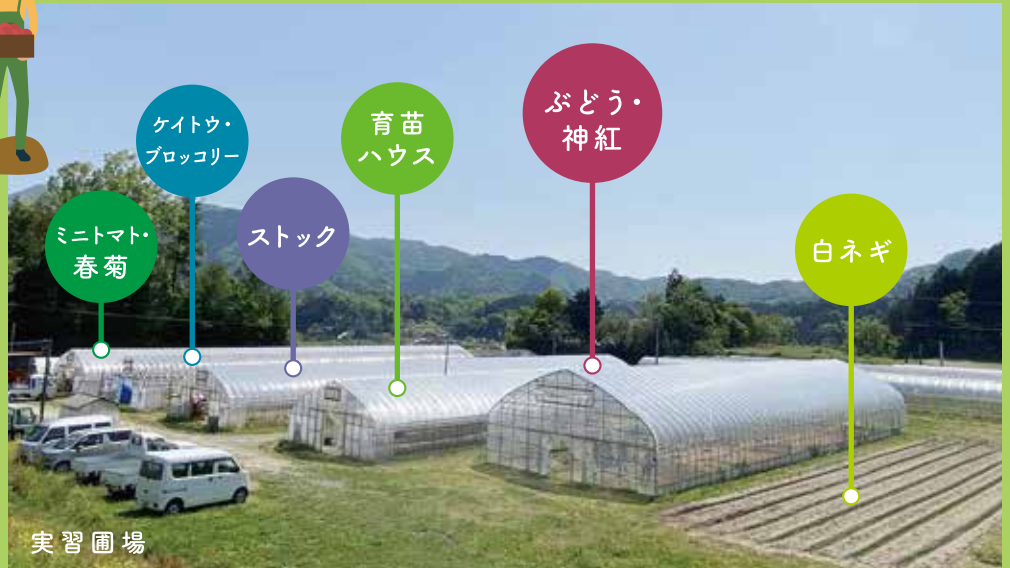 ミニトマト・
春菊
ケイトウ・
ブロッコリー
ストック
育苗
ハウス
ぶどう・
神紅
白ネギ
実習圃場